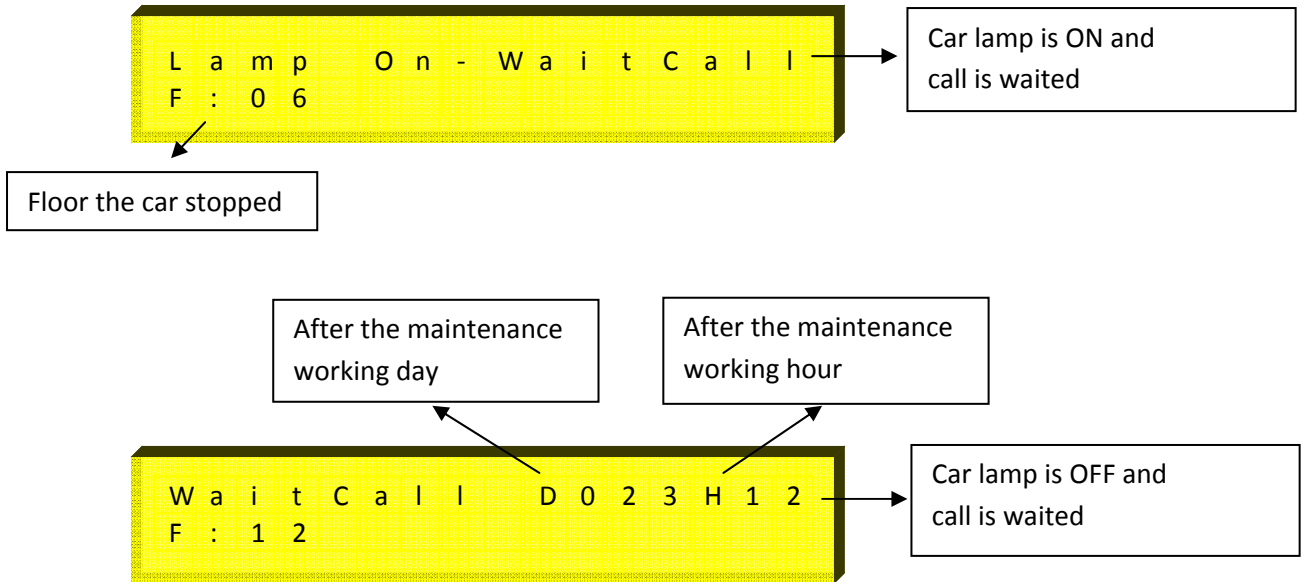 Lamp On-WaitCall
F:06
Car lamp is ON and
call is waited
Floor the car stopped
After the maintenance
working day
After the maintenance
working hour
WaitCall D023H12
F:12
Car lamp is OFF and
call is waited